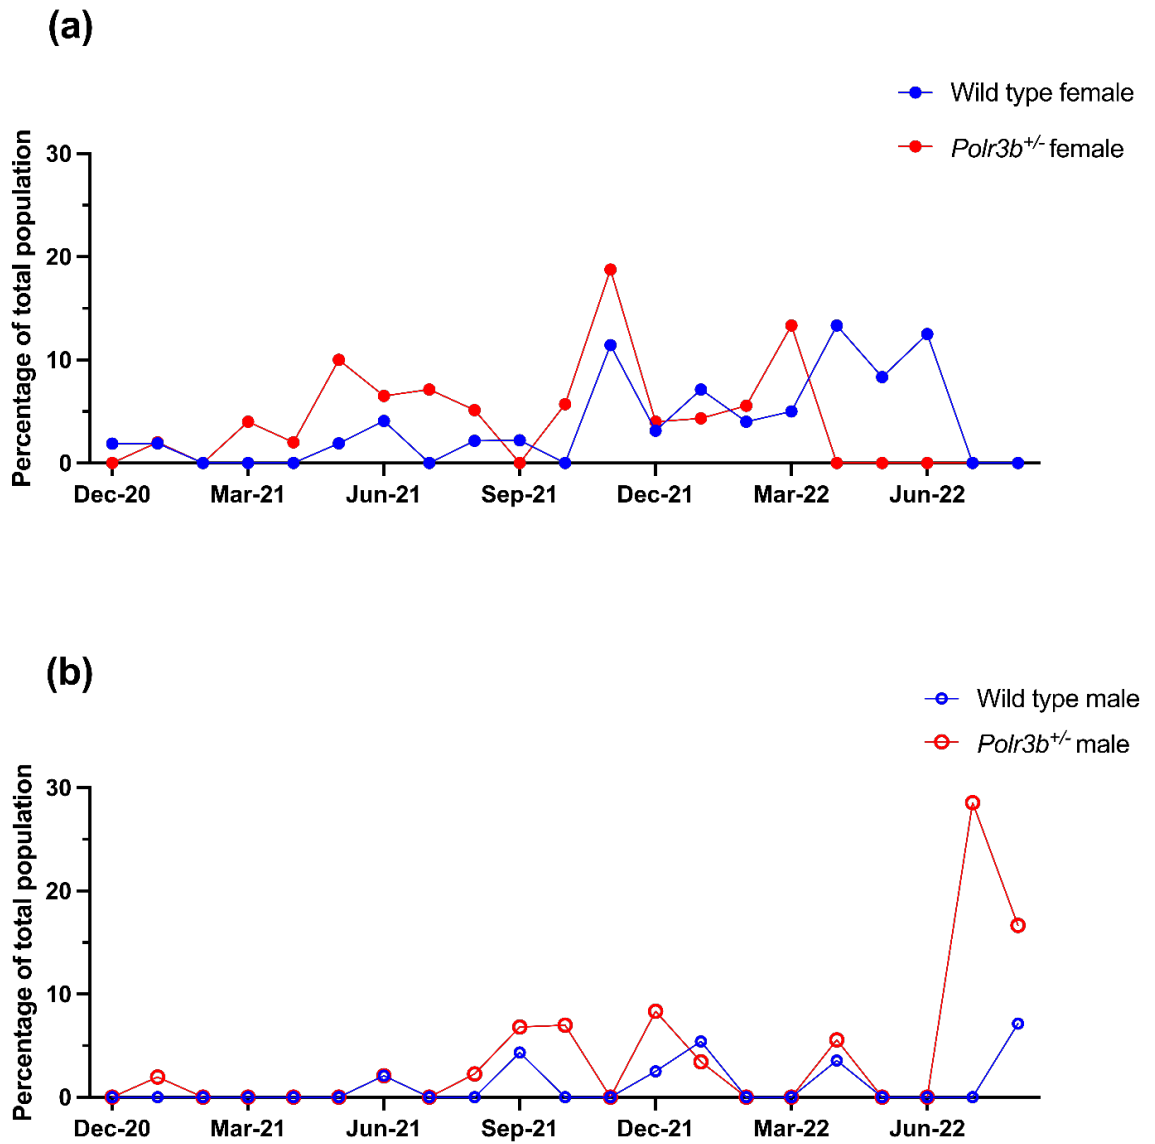 (a)
Wild type female
Polr3b+/- female
Percentage of total population
30
20
10
0
Dec-20 Mar-21 Jun-21 Sep-21 Dec-21 Mar-22 Jun-22
(b)
Wild type male
Polr3b+/- male
Percentage of total population
30
20
10
0
Dec-20 Mar-21 Jun-21 Sep-21 Dec-21 Mar-22 Jun-22